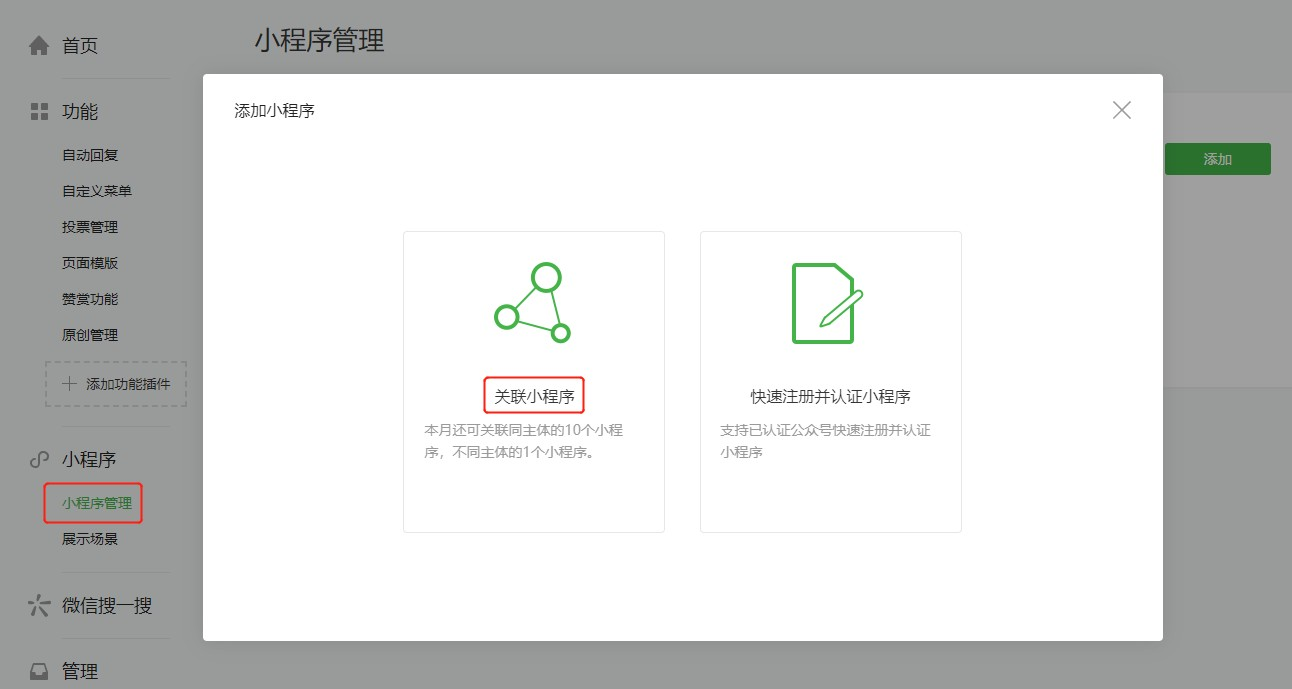 首页
功能
自动回复
自定义菜单
投票管理
页面模版
赞赏功能
原创管理
添加功能插件
小程序
小程序管理
展示场景
微信搜一搜
管理
小程序管理
添加
添加小程序
关联小程序
本月还可关联同主体的10个小程
序，不同主体的1个小程序。
快速注册并认证小程序
支持已认证公众号快速注册并认证
小程序